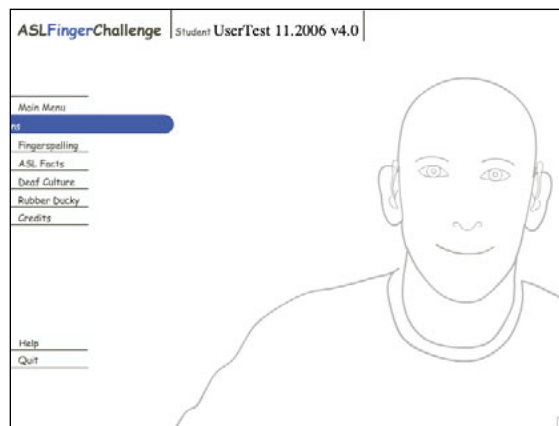 ASLFingerChallenge Student UserTest 11.2006 v4.0
Main Menu
ns
Fingerspelling
ASL Facts
Deaf Culture
Rubber Ducky
Credits
Help
Quit